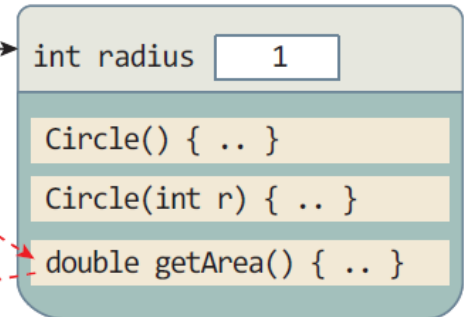 int radius 1
Circle() { .. }
Circle(int r) { .. }
double getArea() { .. }